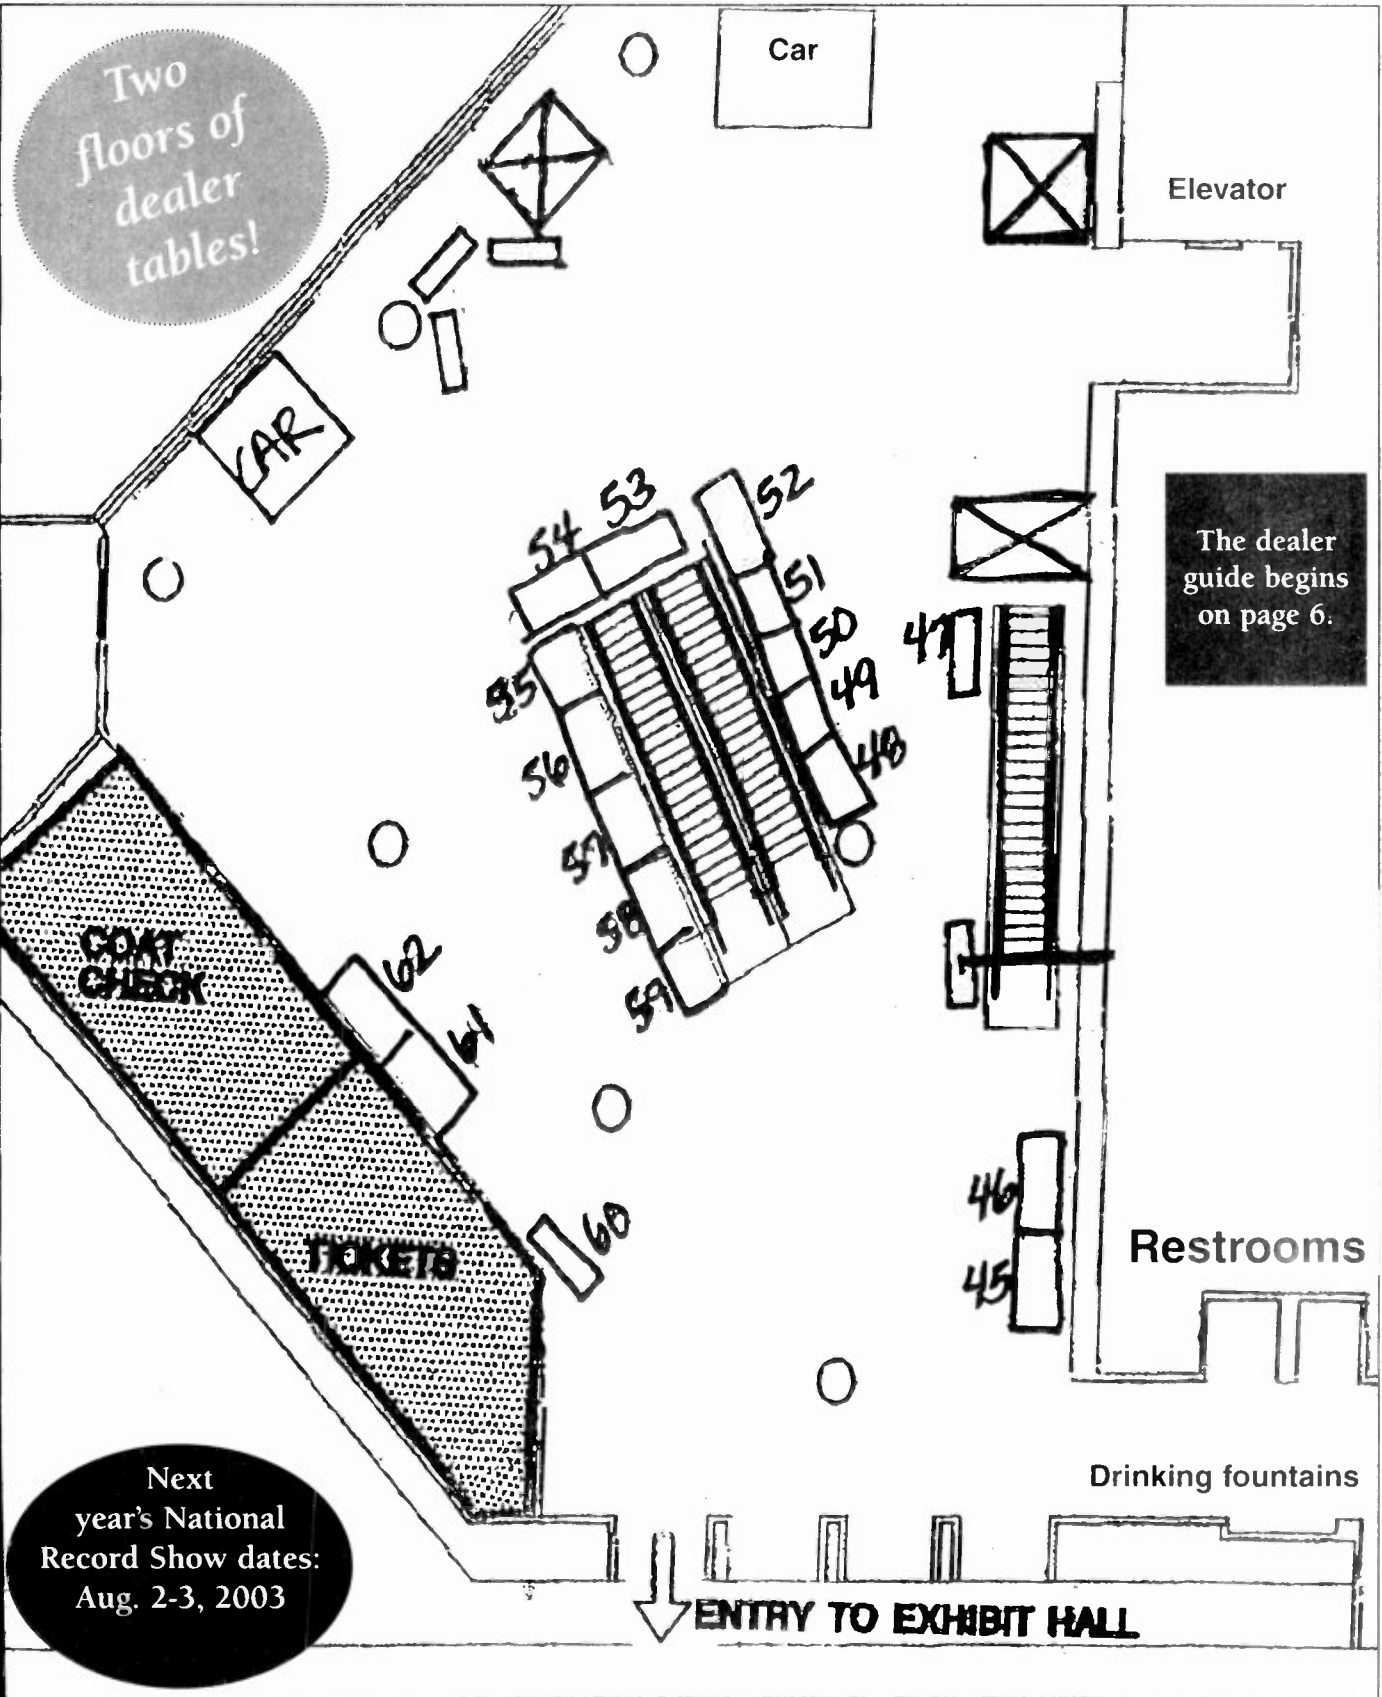 Two
floors of
dealer
tables!
Car
Elevator
CAR
The dealer
guide begins
on page 6.
52
53
54
51
50
49
48
47
55
56
57
58
59
COAT
CHECK
62
61
60
TICKETS
46
45
Restrooms
Drinking fountains
Next
year's National
Record Show dates:
Aug. 2-3, 2003
ENTRY TO EXHIBIT HALL